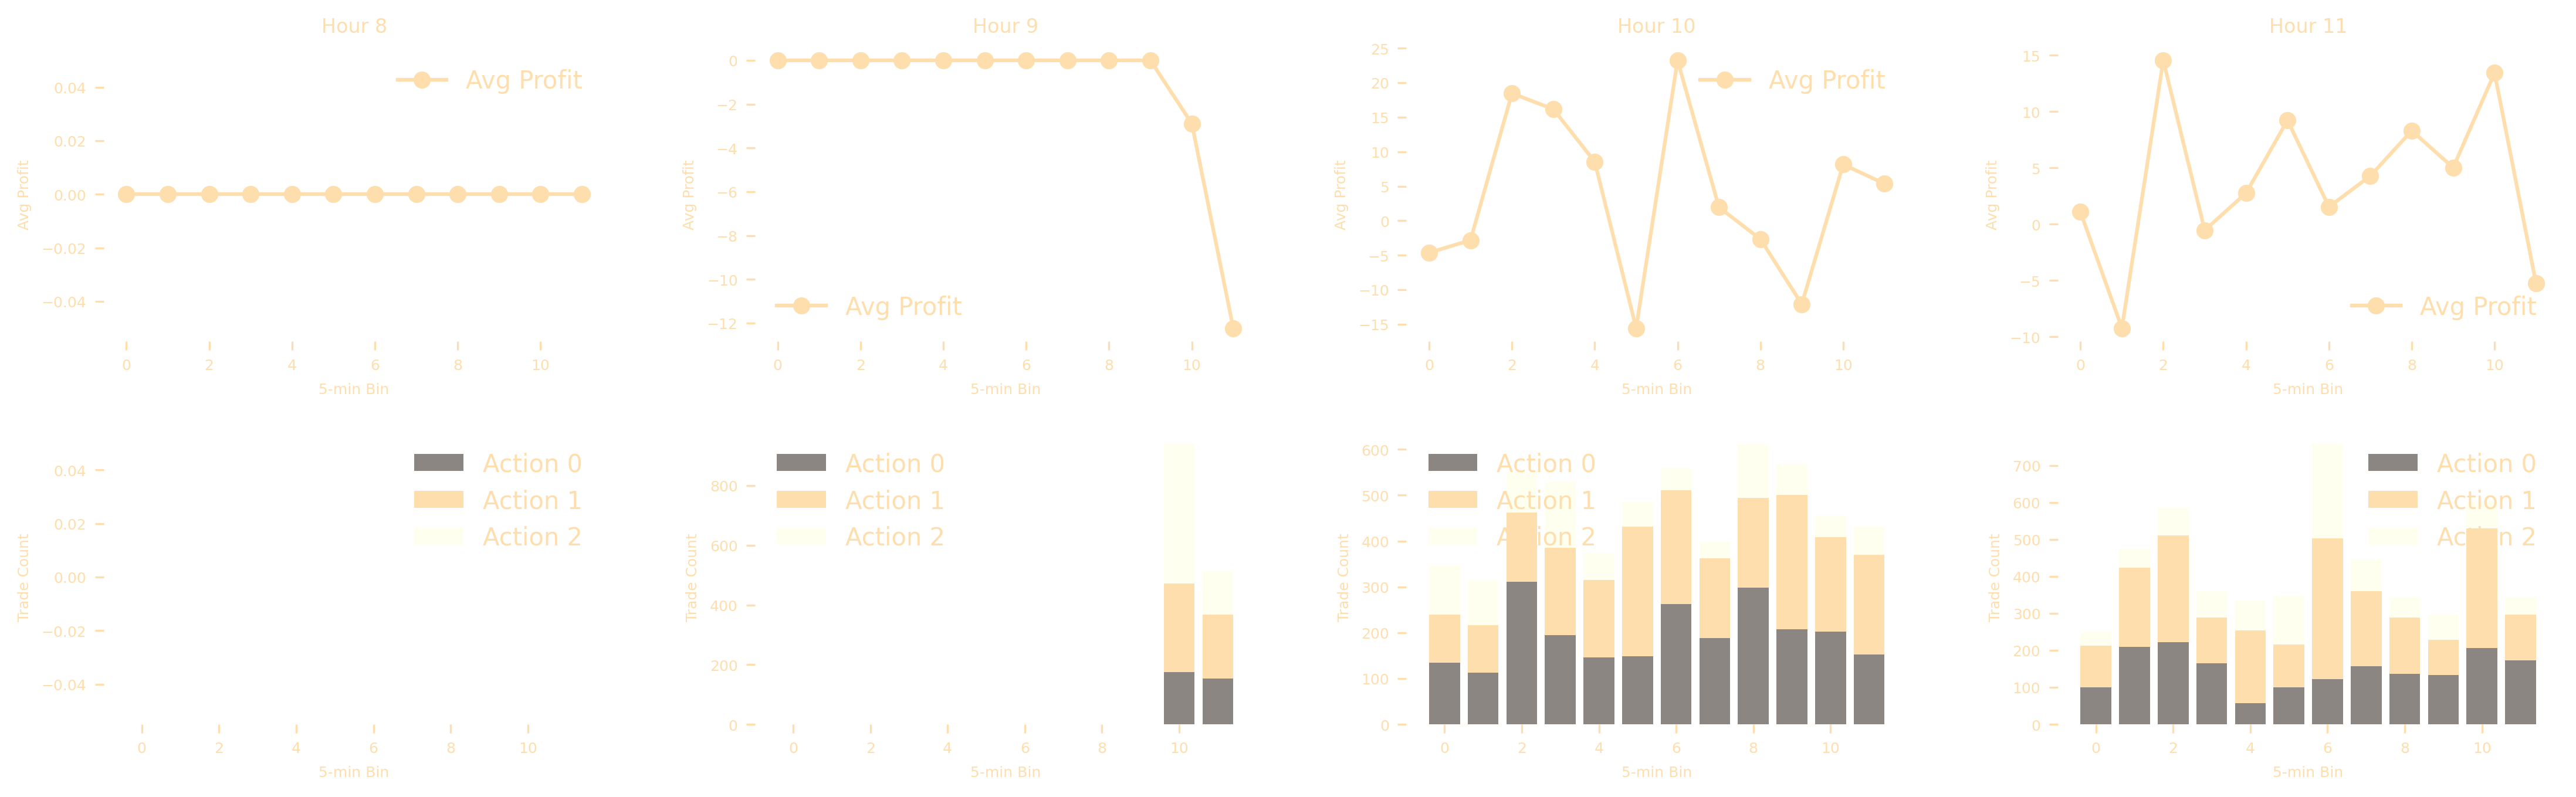 Hour 8
Avg Profit
0.04
0.02
0.00
−0.02
−0.04
Avg Profit
0 2 4 6 8 10
5-min Bin
Hour 9
Avg Profit
0
−2
−4
−6
−8
−10
−12
Avg Profit
0 2 4 6 8 10
5-min Bin
Hour 10
Avg Profit
25
20
15
10
5
0
−5
−10
−15
Avg Profit
0 2 4 6 8 10
5-min Bin
Hour 11
Avg Profit
15
10
5
0
−5
−10
Avg Profit
0 2 4 6 8 10
5-min Bin
Action 0
Action 1
Action 2
0.04
0.02
0.00
−0.02
−0.04
Trade Count
0 2 4 6 8 10
5-min Bin
Action 0
Action 1
Action 2
800
600
400
200
0
Trade Count
0 2 4 6 8 10
5-min Bin
Action 0
Action 1
Action 2
600
500
400
300
200
100
0
Trade Count
0 2 4 6 8 10
5-min Bin
Action 0
Action 1
Action 2
700
600
500
400
300
200
100
0
Trade Count
0 2 4 6 8 10
5-min Bin